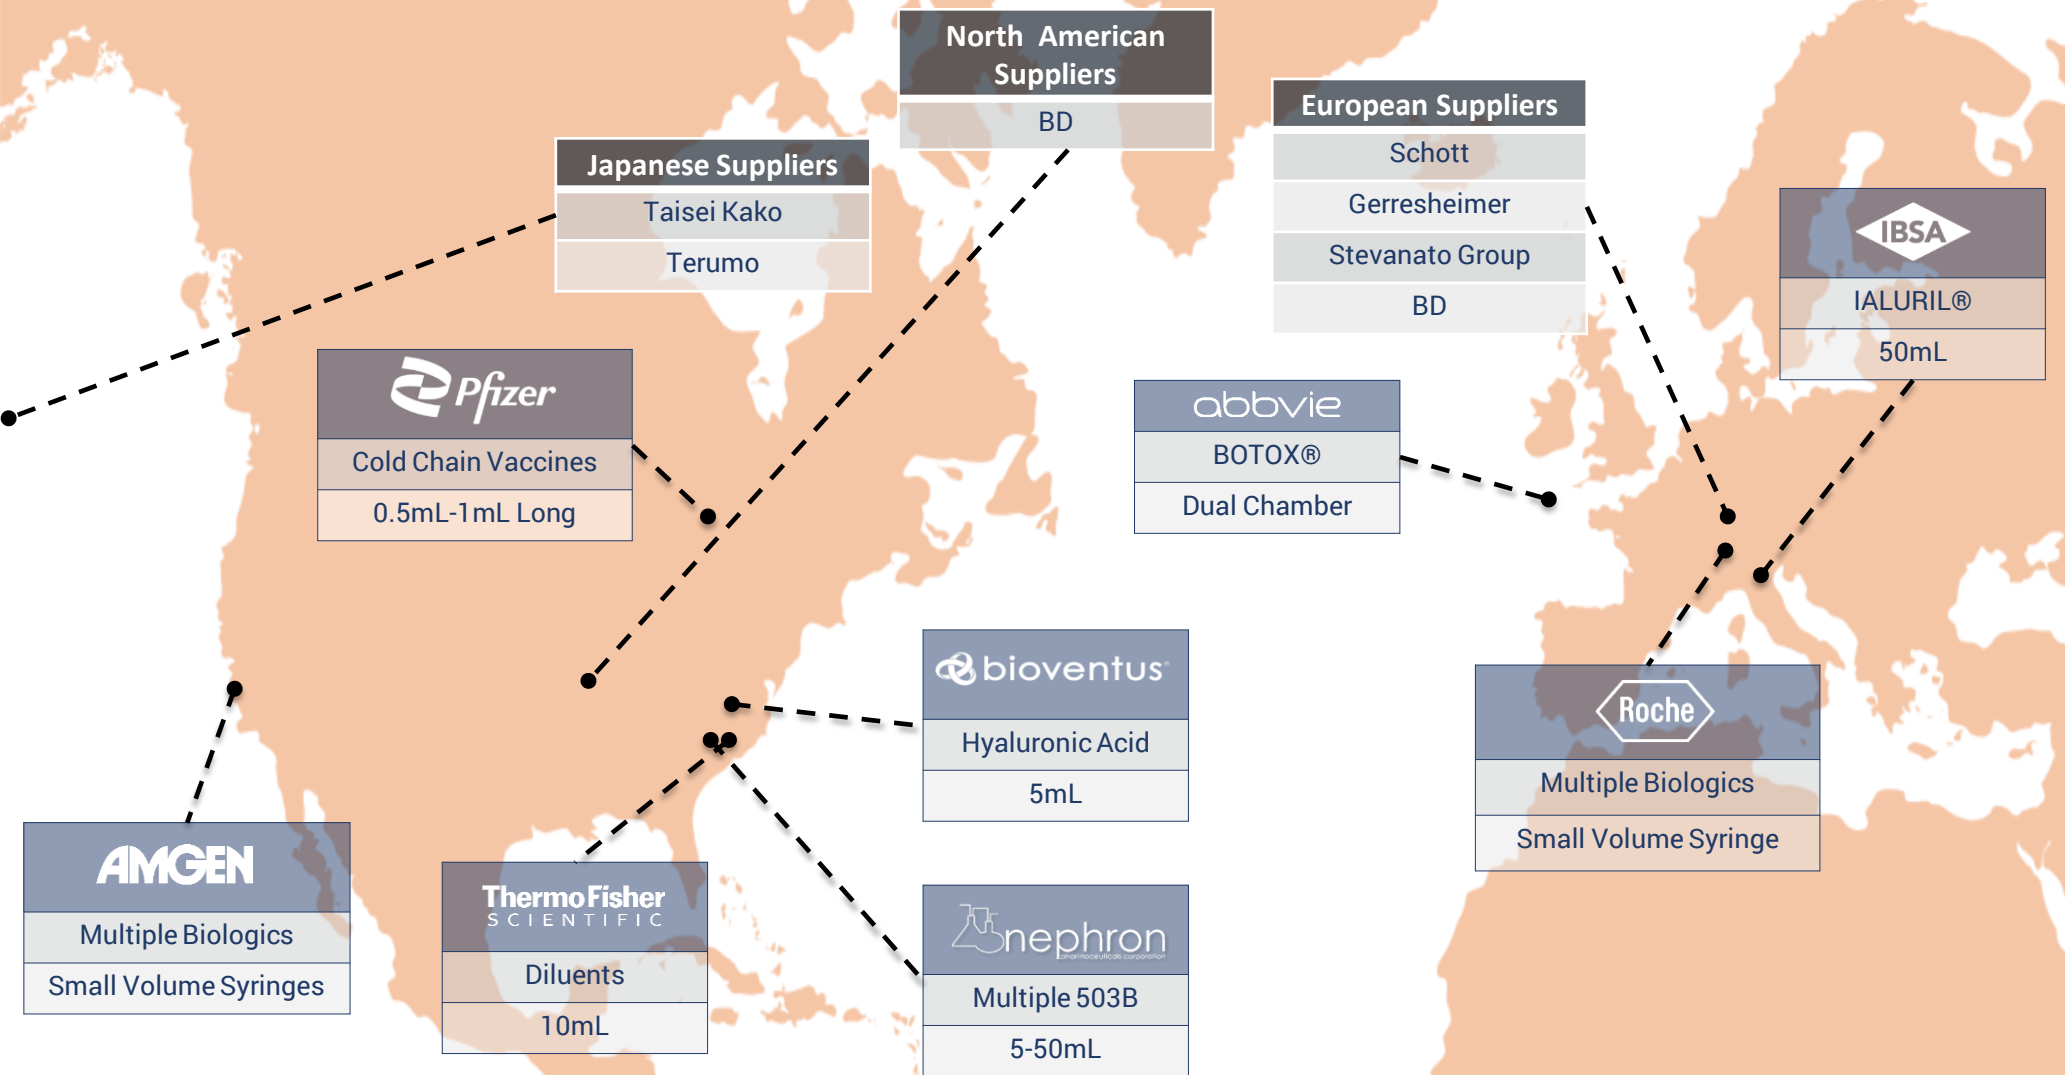 North American
Suppliers
BD
European Suppliers
Schott
Gerresheimer
Stevanato Group
BD
Japanese Suppliers
Taisei Kako
Terumo
IBSA
IALURIL®
50mL
Pfizer
Cold Chain Vaccines
0.5mL-1mL Long
abbvie
BOTOX®
Dual Chamber
bioventus
Hyaluronic Acid
5mL
Roche
Multiple Biologics
Small Volume Syringe
AMGEN
Multiple Biologics
Small Volume Syringes
ThermoFisher
SCIENTIFIC
Diluents
10mL
nephron
pharmaceuticals corporation
Multiple 503B
5-50mL